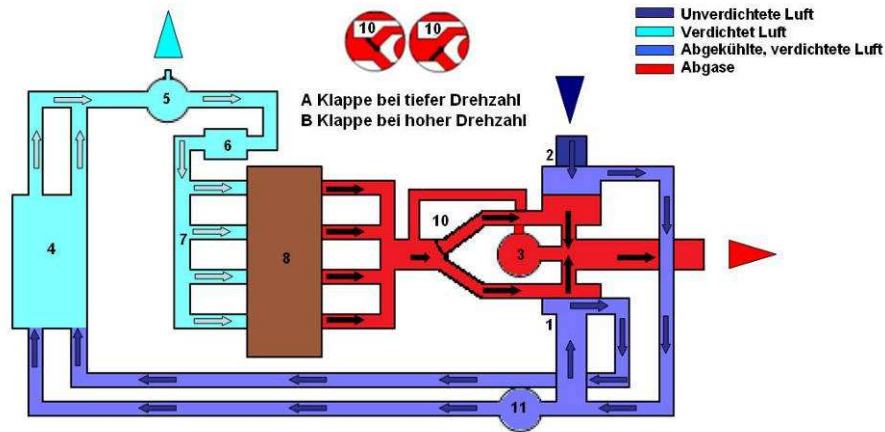 10 10
A Klappe bei tiefer Drehzahl
B Klappe bei hoher Drehzahl
Unverdichtete Luft
Verdichtet Luft
Abgekühlte, verdichtete Luft
Abgase
5
2
6
10
4
7
8
3
1
11